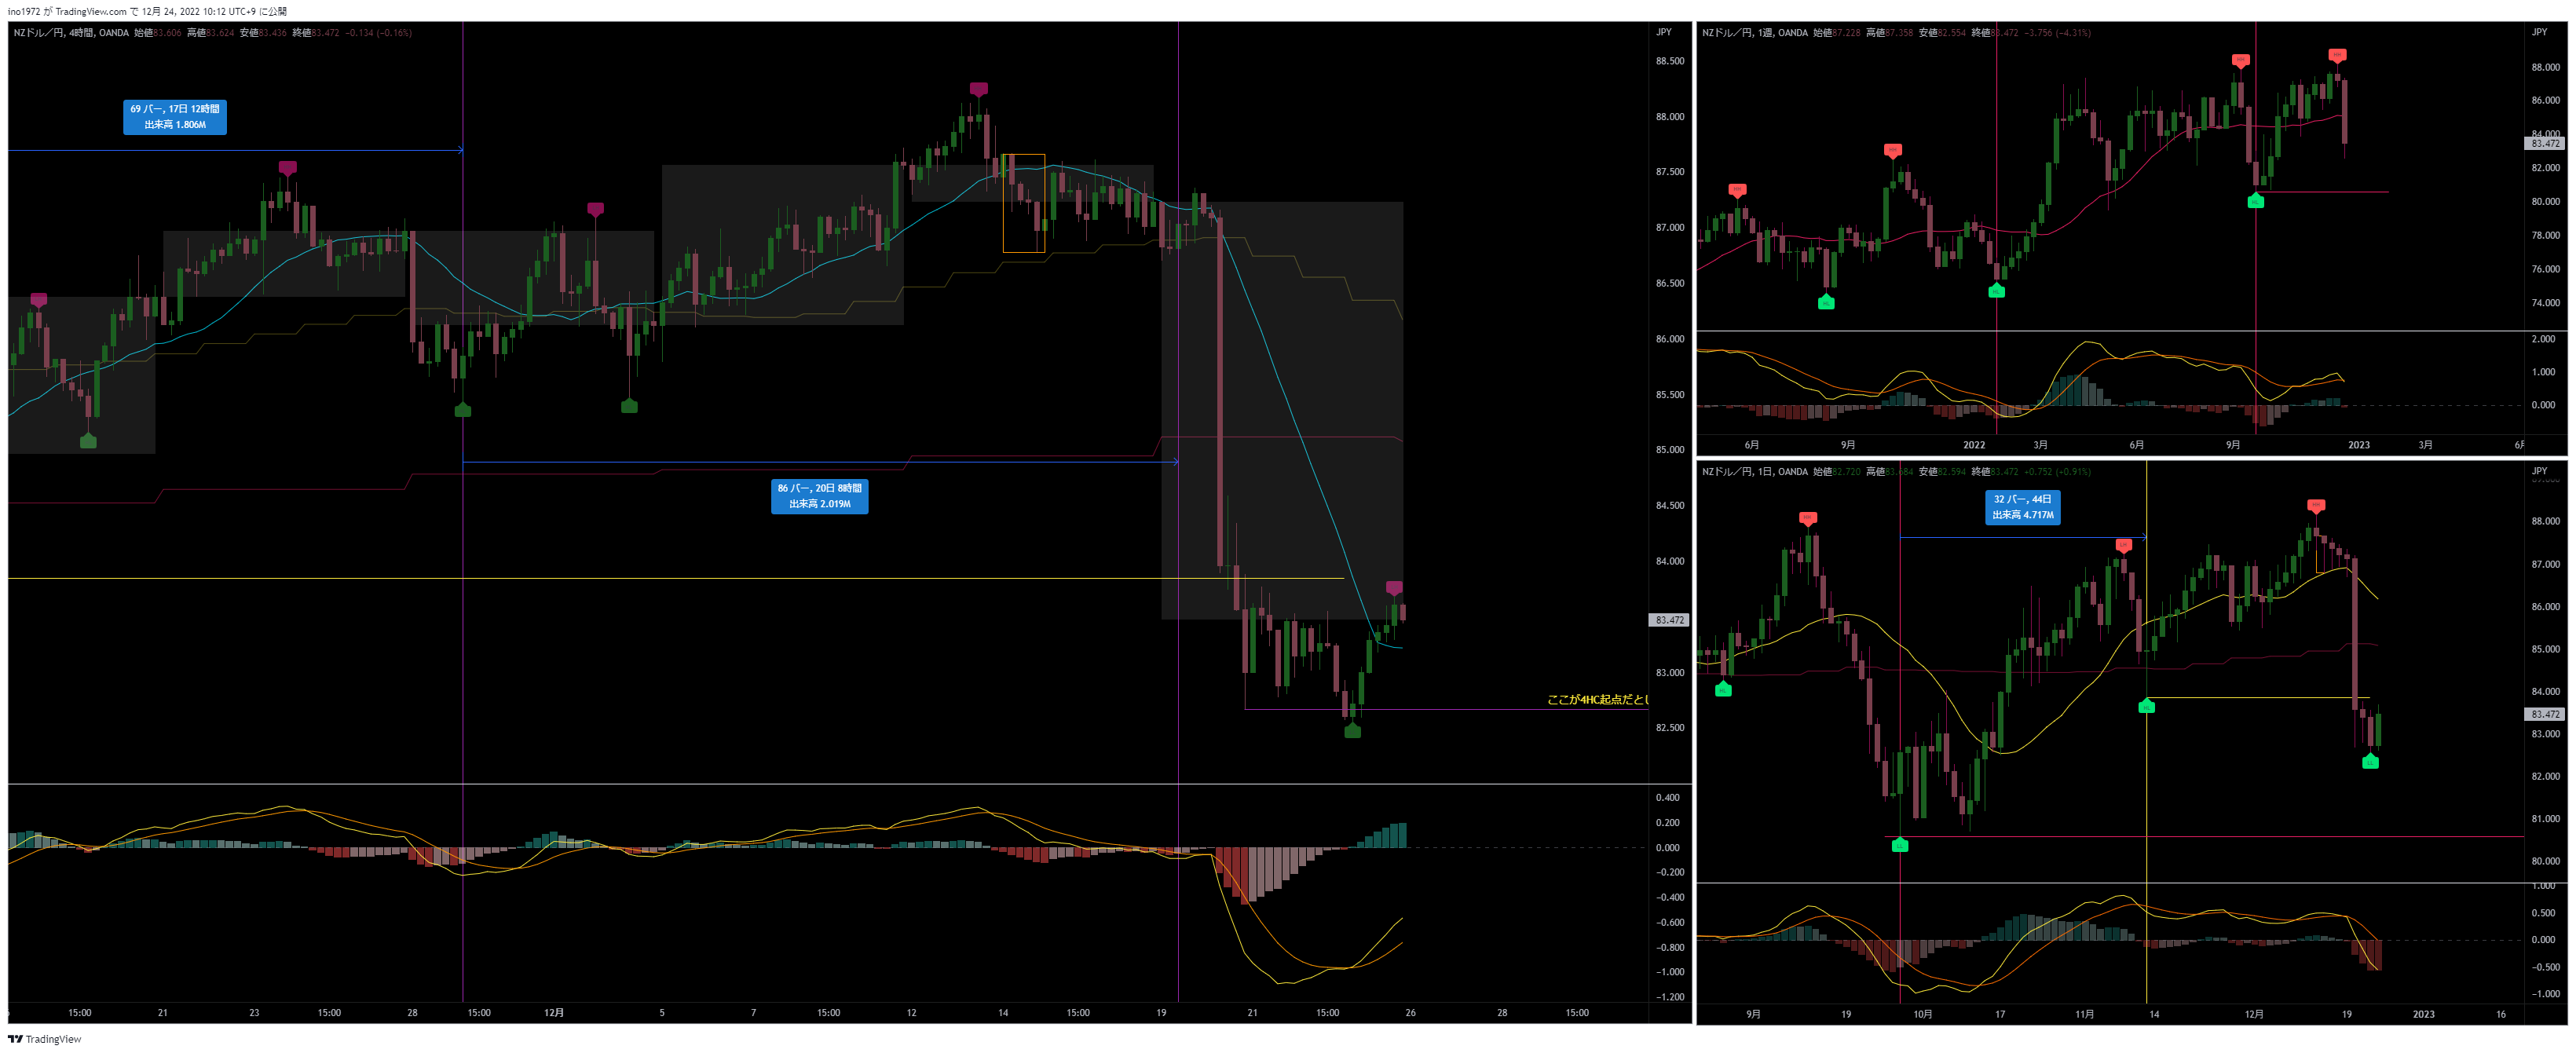 ino1972 が TradingView.com で 12月 24, 2022 10:12 UTC+9 に公開
NZドル／円, 4時間, OANDA 始値83.606 高値83.624 安値83.436 終値83.472 −0.134 (−0.16%)
JPY
88.500
88.000
87.500
87.000
86.500
86.000
85.500
85.000
84.500
84.000
83.472
83.000
82.500
69 バー, 17日 12時間
出来高 1.806M
86 バー, 20日 8時間
出来高 2.019M
ここが4HC起点だとし
0.400
0.200
0.000
−0.200
−0.400
−0.600
−0.800
−1.000
−1.200
15:00
21
23
15:00
28
15:00
12月
5
7
15:00
12
14
15:00
19
21
15:00
26
28
15:00
NZドル／円, 1週, OANDA 始値87.228 高値87.358 安値82.554 終値83.472 −3.756 (−4.31%)
JPY
88.000
86.000
84.000
83.472
82.000
80.000
78.000
76.000
74.000
2.000
1.000
0.000
6月
9月
2022
3月
6月
9月
2023
3月
NZドル／円, 1日, OANDA 始値82.720 高値83.684 安値82.594 終値83.472 +0.752 (+0.91%)
JPY
88.000
87.000
86.000
85.000
84.000
83.472
83.000
82.000
81.000
80.000
32 バー, 44日
出来高 4.717M
1.000
0.500
0.000
−0.500
−1.000
9月
19
10月
17
11月
14
12月
19
2023
16
TradingView